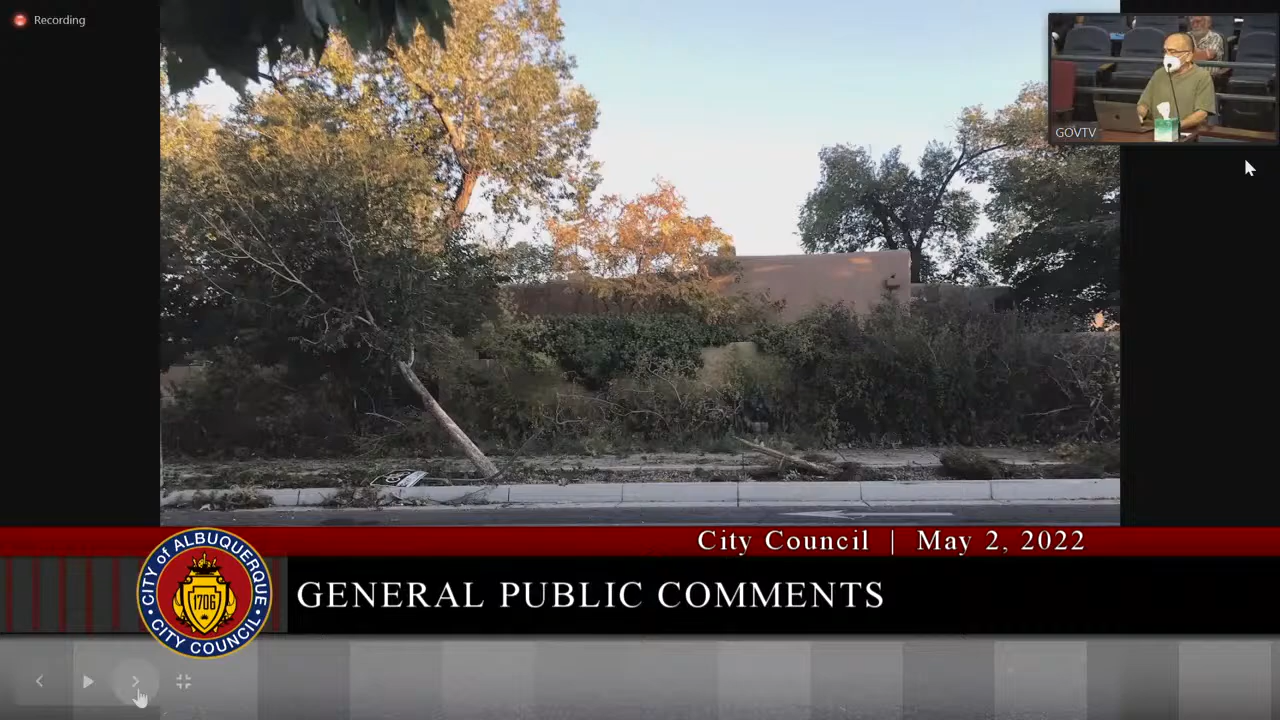 Recording
GOVTV
City Council | May 2, 2022
CITY of ALBUQUERQUE
1706
CITY COUNCIL
GENERAL PUBLIC COMMENTS